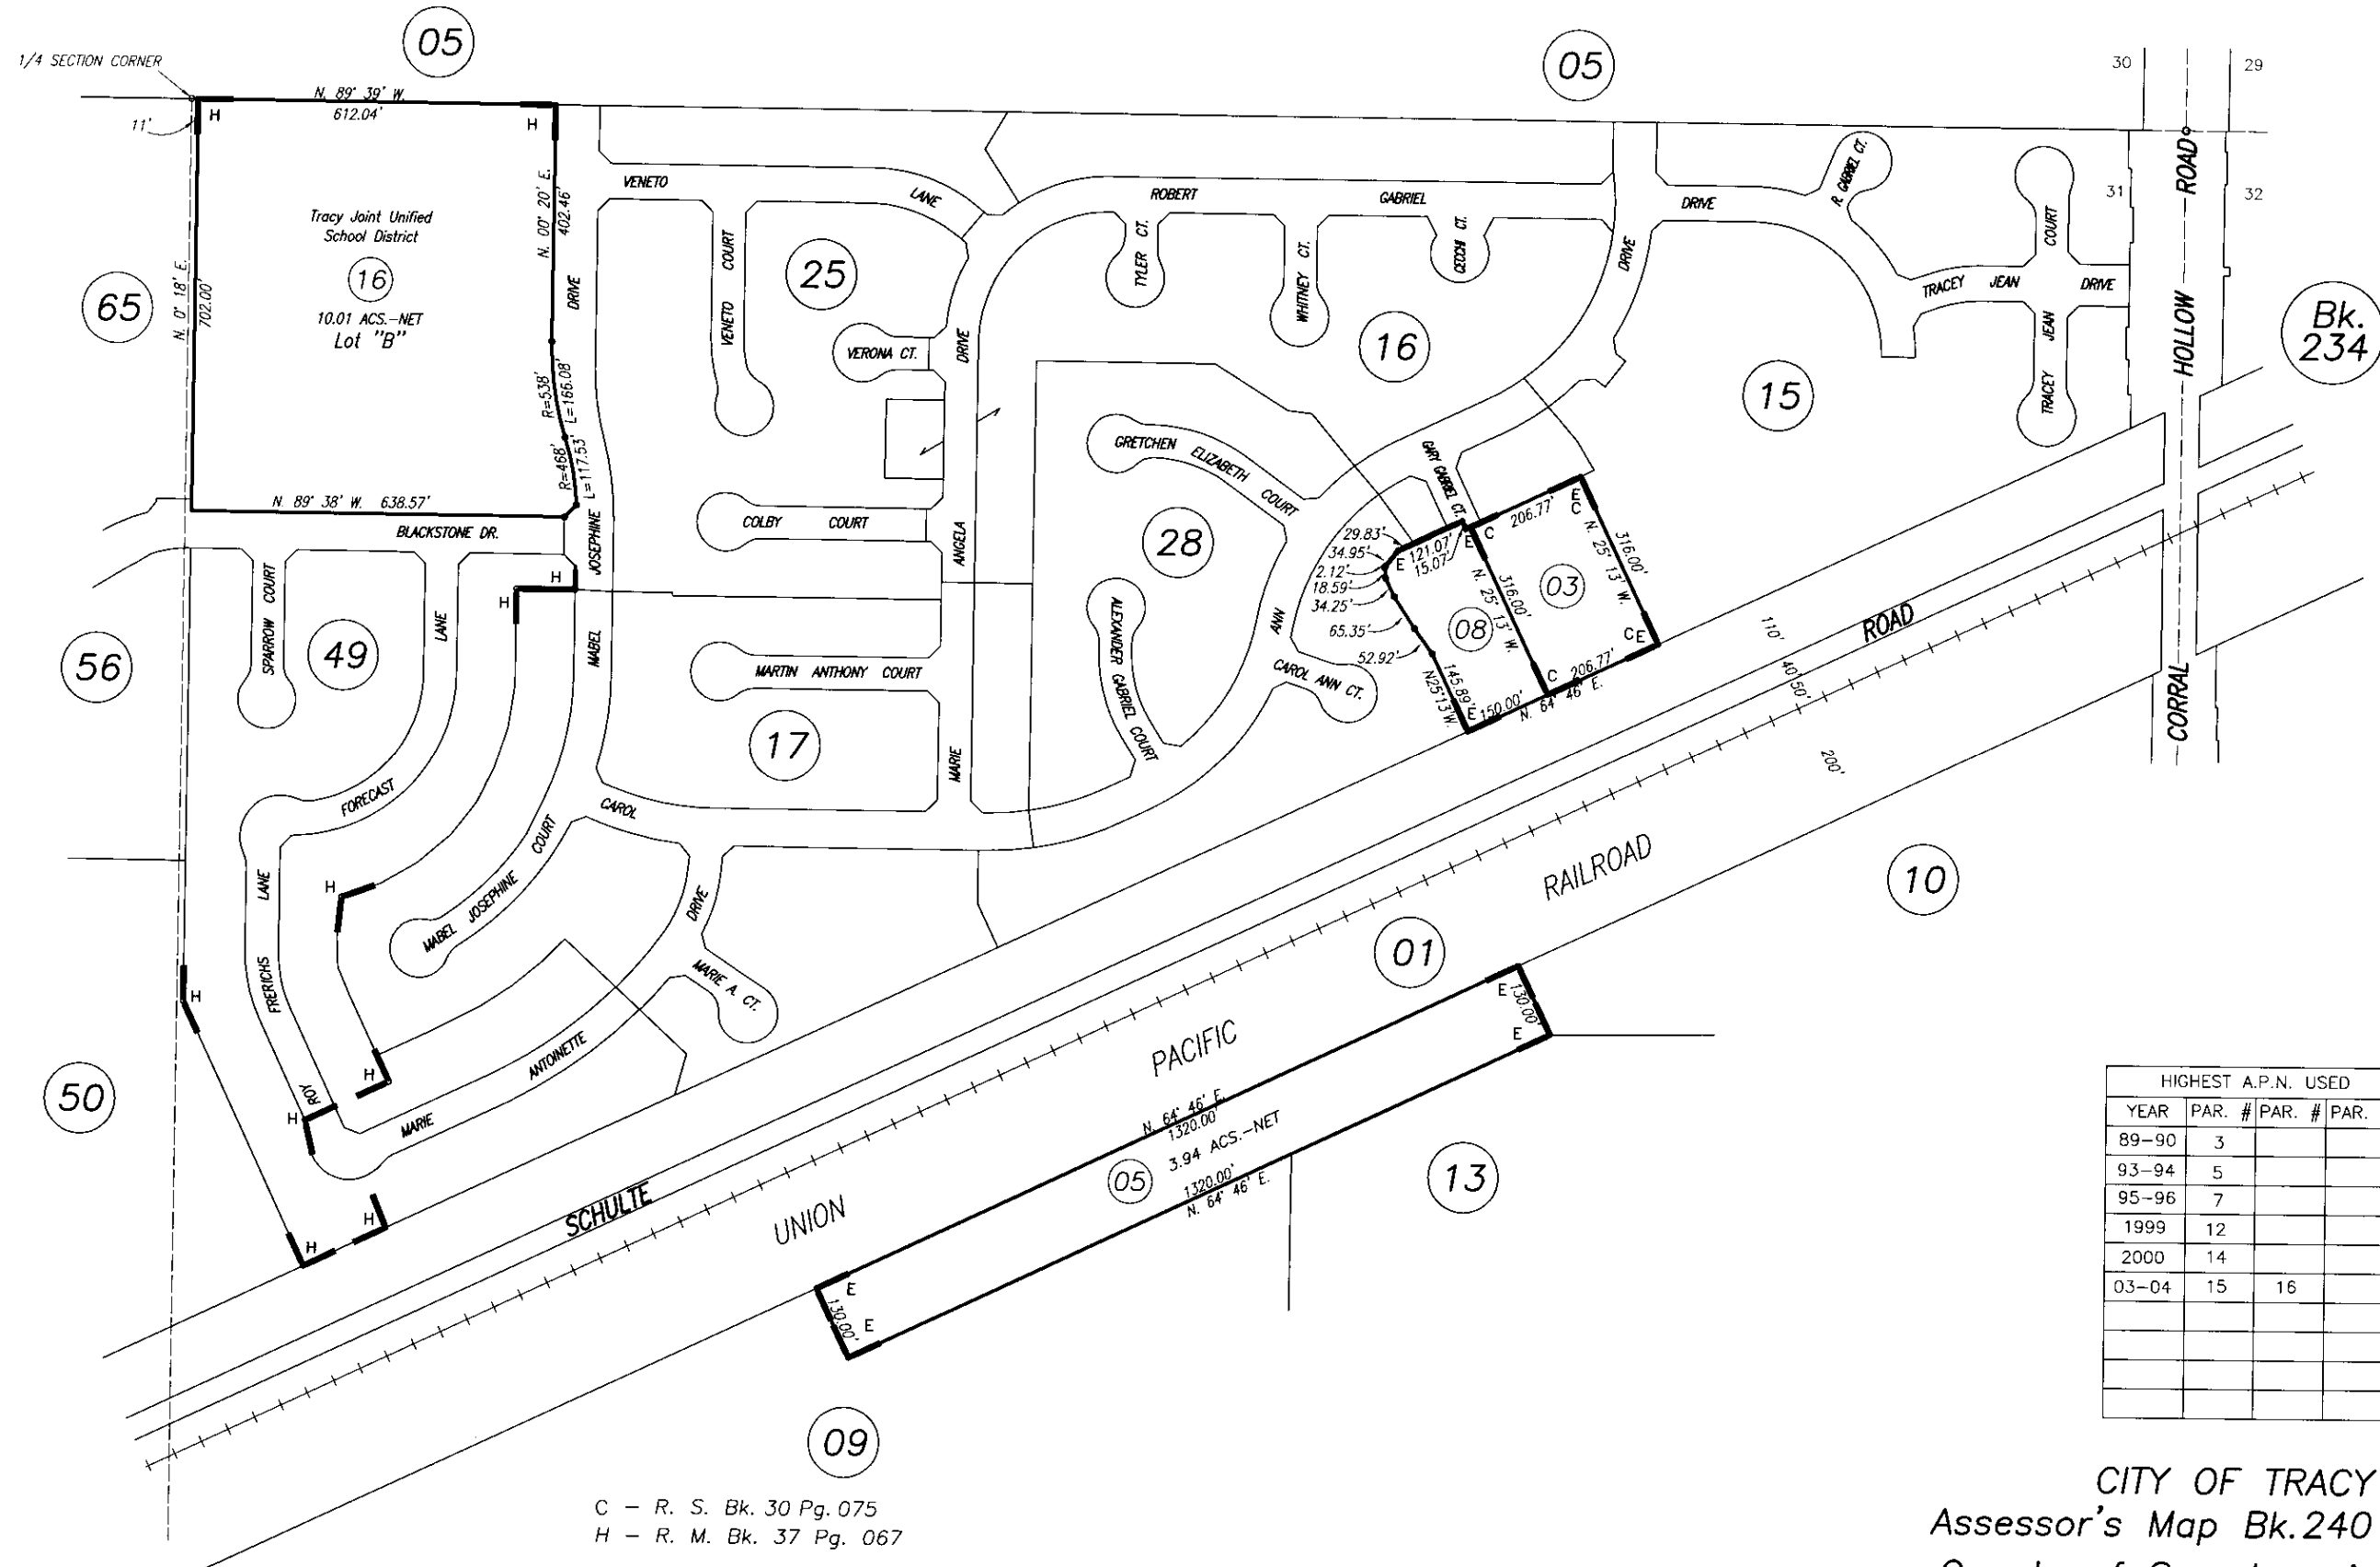 05
1/4 SECTION CORNER
N. 89° 39' W.
612.04'
11'
H
H
05
30
29
31
32
CORRAL HOLLOW ROAD
Bk.
234
65
N. 0° 18' E.
702.00'
Tracy Joint Unified
School District
16
10.01 ACS.-NET
Lot "B"
N. 00° 20' E.
402.46'
R=538'
L=166.08'
R=468'
L=117.53'
N. 89° 38' W. 638.57'
BLACKSTONE DR.
VENETO LANE
VENETO COURT
25
VERONA CT.
COLBY COURT
MABEL JOSEPHINE DRIVE
MARIE ANGELA DRIVE
ROBERT GABRIEL DRIVE
TYLER CT.
WHITNEY CT.
CECCHI CT.
16
R. GABRIEL CT.
TRACEY JEAN DRIVE
TRACEY JEAN COURT
15
GRETCHEN ELIZABETH COURT
28
ALEXANDER GABRIEL COURT
CAROL ANN DRIVE
CAROL ANN CT.
GARY GABRIEL CT.
29.83'
34.95'
2.12'
18.59'
34.25'
65.35'
52.92'
E
121.07'
15.07'
E
C
206.77'
E
C
N. 25° 13' W.
316.00'
03
N. 25° 13' W.
316.00'
08
145.89'
N25°13'W.
E
150.00'
N. 64° 46' E.
C
206.77'
C E
110'
40'
50'
200'
56
SPARROW COURT
49
FORECAST LANE
H
H
MARTIN ANTHONY COURT
17
MABEL JOSEPHINE COURT
H
ROY FRERICHS LANE
H
H
H
H
H
MARIE ANTOINETTE DRIVE
MARIE A. CT.
50
SCHULTE ROAD
UNION PACIFIC RAILROAD
01
10
E
130.00'
E
N. 64° 46' E.
1320.00'
05
3.94 ACS.-NET
1320.00'
N. 64° 46' E.
E
130.00'
E
13
09
HIGHEST A.P.N. USED
YEAR PAR. # PAR. # PAR.
89-90 3
93-94 5
95-96 7
1999 12
2000 14
03-04 15 16
C - R. S. Bk. 30 Pg. 075
H - R. M. Bk. 37 Pg. 067
CITY OF TRACY
Assessor's Map Bk.240